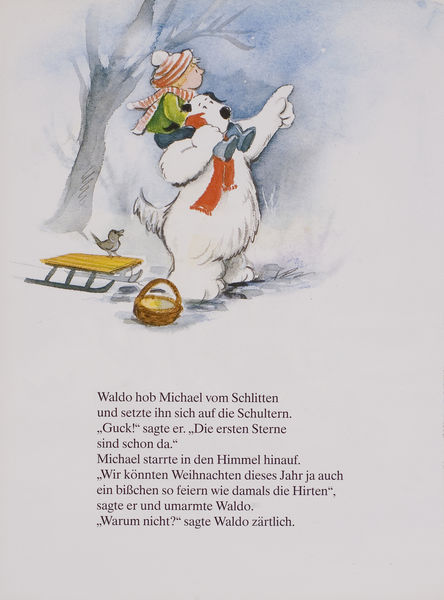 Waldo hob Michael vom Schlitten
und setzte ihn sich auf die Schultern.
„Guck!“ sagte er. „Die ersten Sterne
sind schon da.“
Michael starrte in den Himmel hinauf.
„Wir könnten Weihnachten dieses Jahr ja auch
ein bißchen so feiern wie damals die Hirten“,
sagte er und umarmte Waldo.
„Warum nicht?“ sagte Waldo zärtlich.